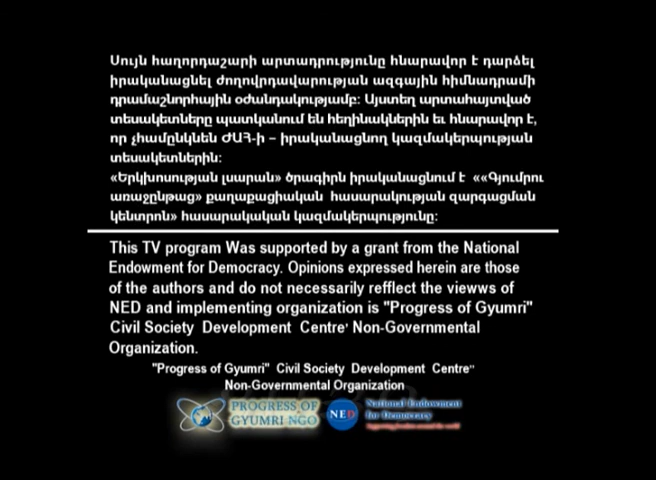 Սույն հաղորդաշարի արտադրությունը հնարավոր է դարձել
իրականացնել Ժողովրդավարության ազգային հիմնադրամի
դրամաշնորհային օժանդակությամբ: Այստեղ արտահայտված
տեսակետները պատկանում են հեղինակներին եւ հնարավոր է,
որ չհամընկնեն ԺԱՀ-ի – իրականացնող կազմակերպության
տեսակետներին:
«Երկխոսության լսարան» ծրագիրն իրականացնում է ««Գյումրու
առաջընթաց» քաղաքացիական հասարակության զարգացման
կենտրոն» հասարակական կազմակերպությունը:
This TV program Was supported by a grant from the National
Endowment for Democracy. Opinions expressed herein are those
of the authors and do not necessarily refflect the viewws of
NED and implementing organization is "Progress of Gyumri"
Civil Society Development Centre' Non-Governmental
Organization.
"Progress of Gyumri" Civil Society Development Centre"
Non-Governmental Organization
PROGRESS OF
GYUMRI NGO
NED
National Endowment
for Democracy
Supporting freedom around the world